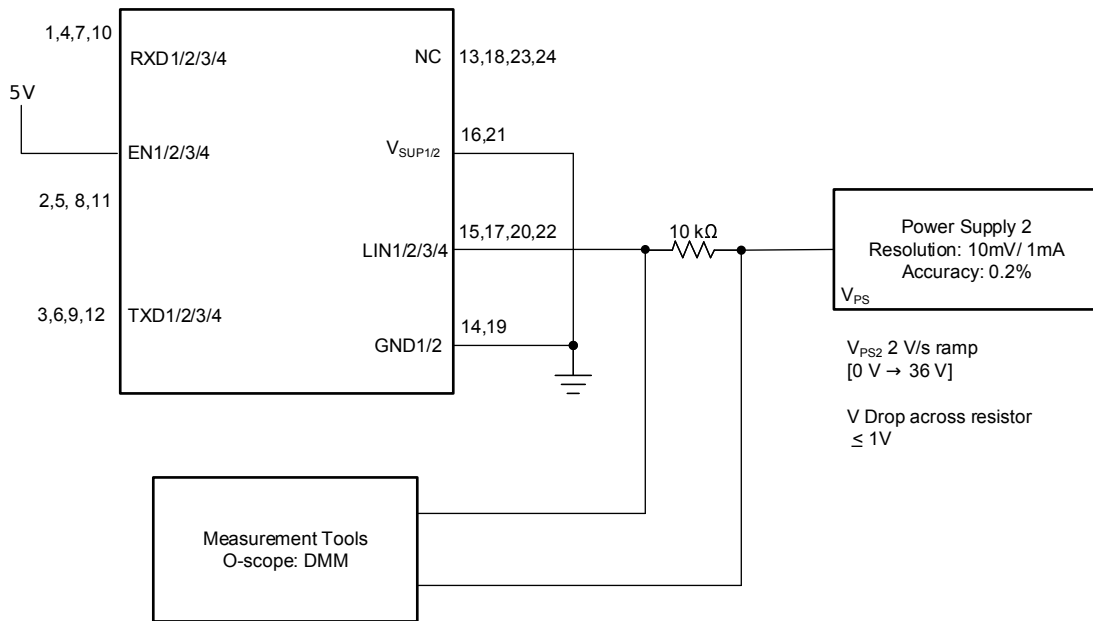 1,4,7,10
RXD1/2/3/4
NC
13,18,23,24
5V
EN1/2/3/4
VSUP1/2
16,21
2,5, 8,11
LIN1/2/3/4
15,17,20,22
10 kΩ
Power Supply 2
Resolution: 10mV/ 1mA
Accuracy: 0.2%
VPS
3,6,9,12
TXD1/2/3/4
GND1/2
14,19
VPS2 2 V/s ramp
[0 V → 36 V]
V Drop across resistor
≤ 1V
Measurement Tools
O-scope: DMM